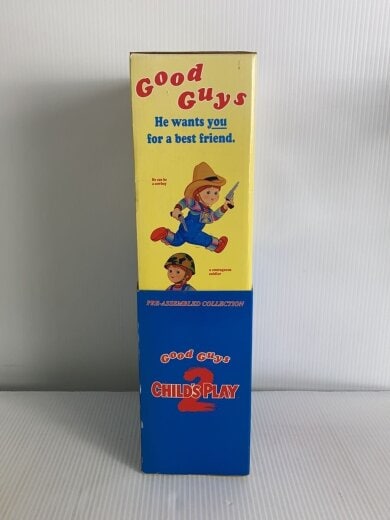 Good
Guys
He wants you
for a best friend.
He can be
a cowboy
a courageous
soldier
PRE-ASSEMBLED COLLECTION
Good Guys
CHILD'S PLAY
2